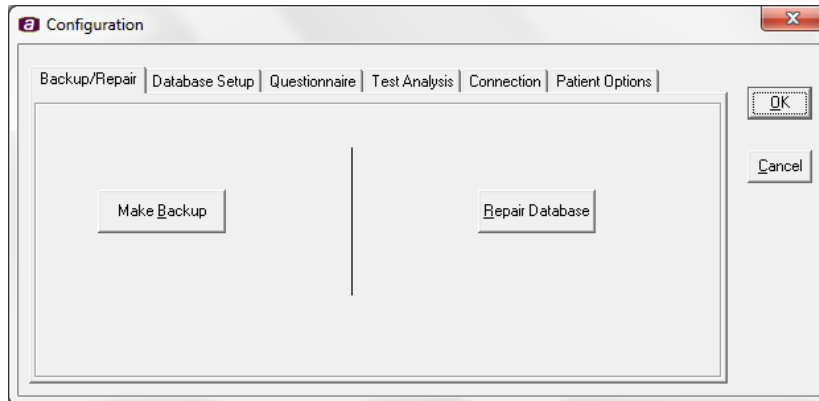 a Configuration
Backup/Repair Database Setup Questionnaire Test Analysis Connection Patient Options
OK
Cancel
Make Backup Repair Database